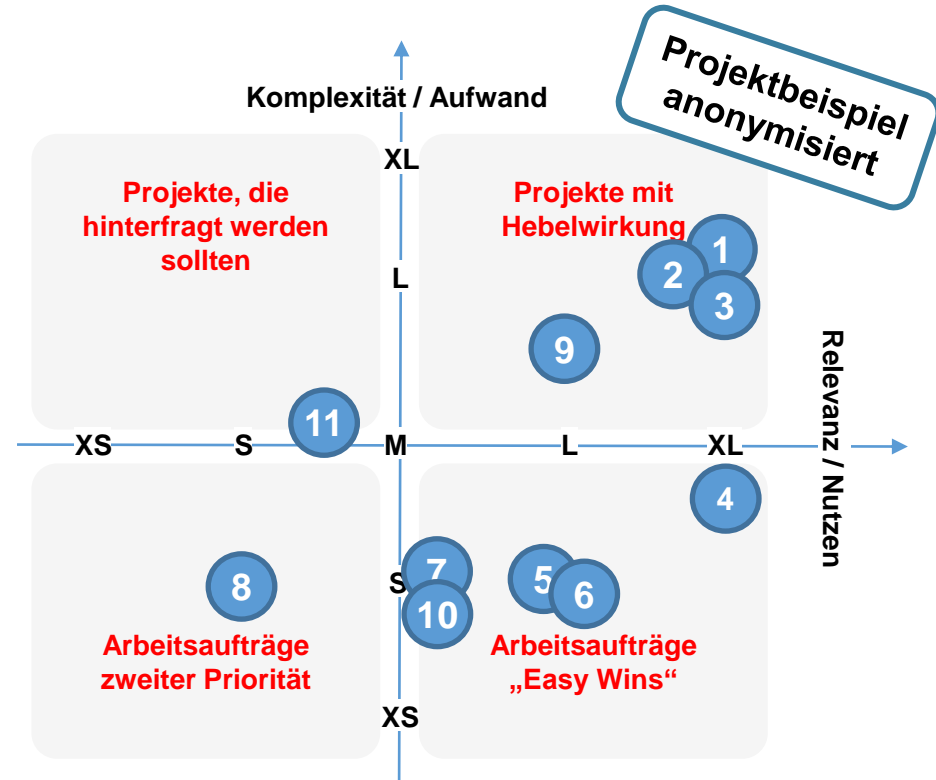 Projektbeispiel
anonymisiert
Komplexität / Aufwand
XL
Projekte, die
hinterfragt werden
sollten
Projekte mit
Hebelwirkung
1
2
L
3
9
Relevanz / Nutzen
11
XS
S
M
L
XL
4
7
5
8
S
6
10
Arbeitsaufträge
zweiter Priorität
Arbeitsaufträge
„Easy Wins“
XS